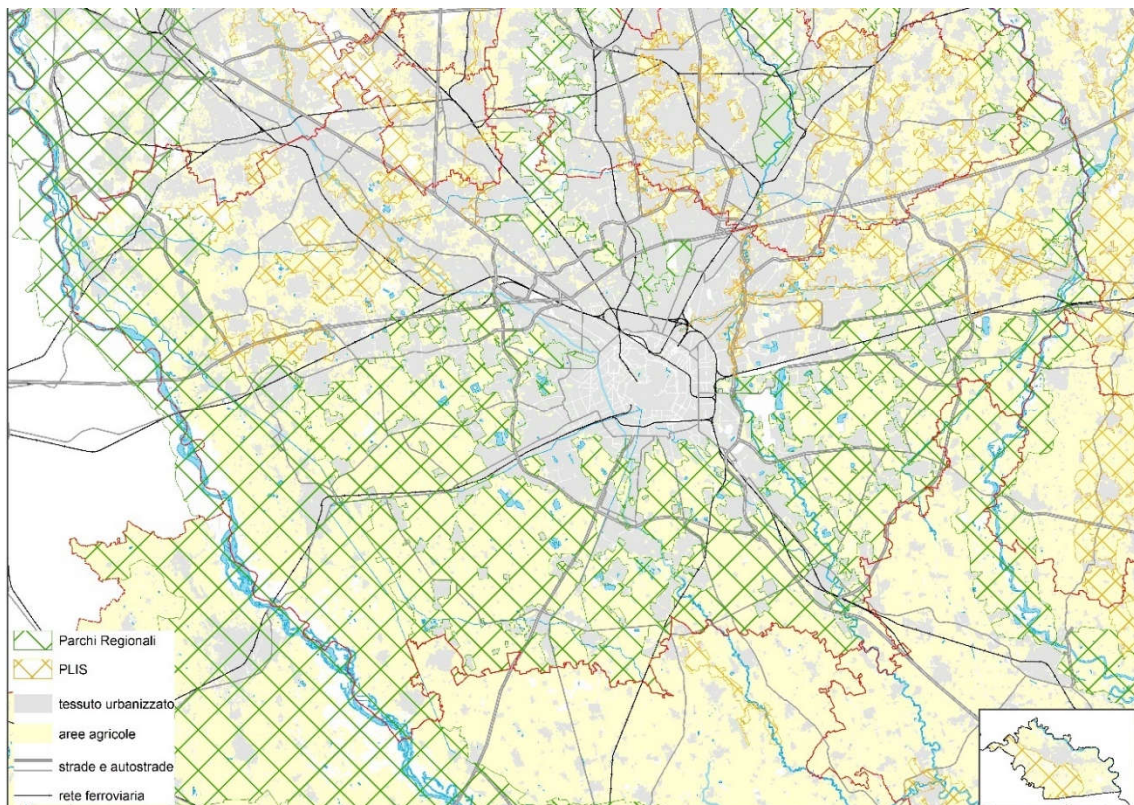 Parchi Regionali
PLIS
tessuto urbanizzato
aree agricole
strade e autostrade
rete ferroviaria